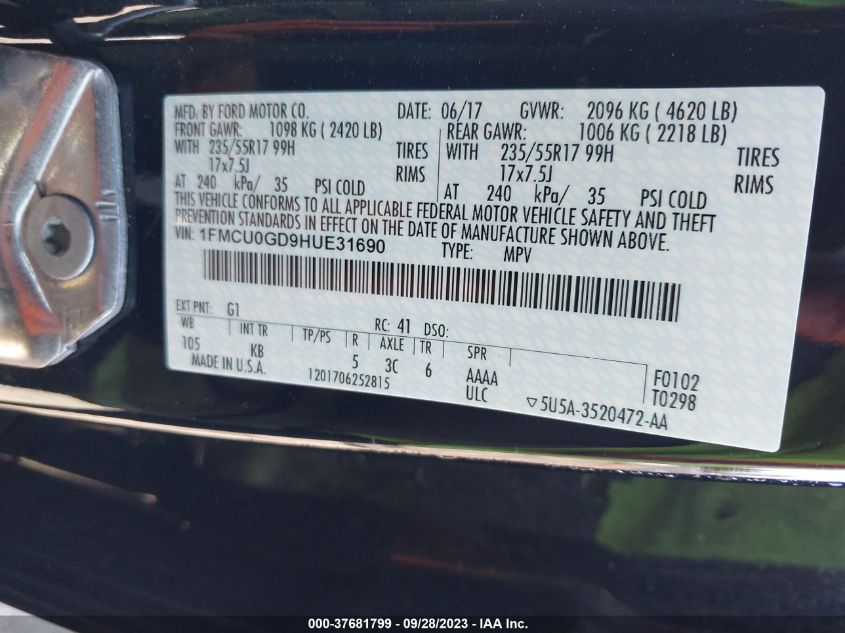 MFD. BY FORD MOTOR CO. DATE: 06/17 GVWR: 2096 KG (4620 LB)
FRONT GAWR: 1098 KG (2420 LB) REAR GAWR: 1006 KG (2218 LB)
WITH 235/55R17 99H TIRES WITH 235/55R17 99H TIRES
17x7.5J RIMS 17x7.5J RIMS
AT 240 kPa/ 35 PSI COLD AT 240 kPa/ 35 PSI COLD
THIS VEHICLE CONFORMS TO ALL APPLICABLE FEDERAL MOTOR VEHICLE SAFETY AND THEFT
PREVENTION STANDARDS IN EFFECT ON THE DATE OF MANUFACTURE SHOWN ABOVE.
VIN: 1FMCU0GD9HUE31690 TYPE: MPV
EXT PNT: G1 RC: 41 DSO:
WB INT TR TP/PS R AXLE TR SPR
105 KB 5 3C 6 AAAA F0102
MADE IN U.S.A. 1201706252815 ULC T0298
▽5U5A-3520472-AA
000-37681799 - 09/28/2023 - IAA Inc.